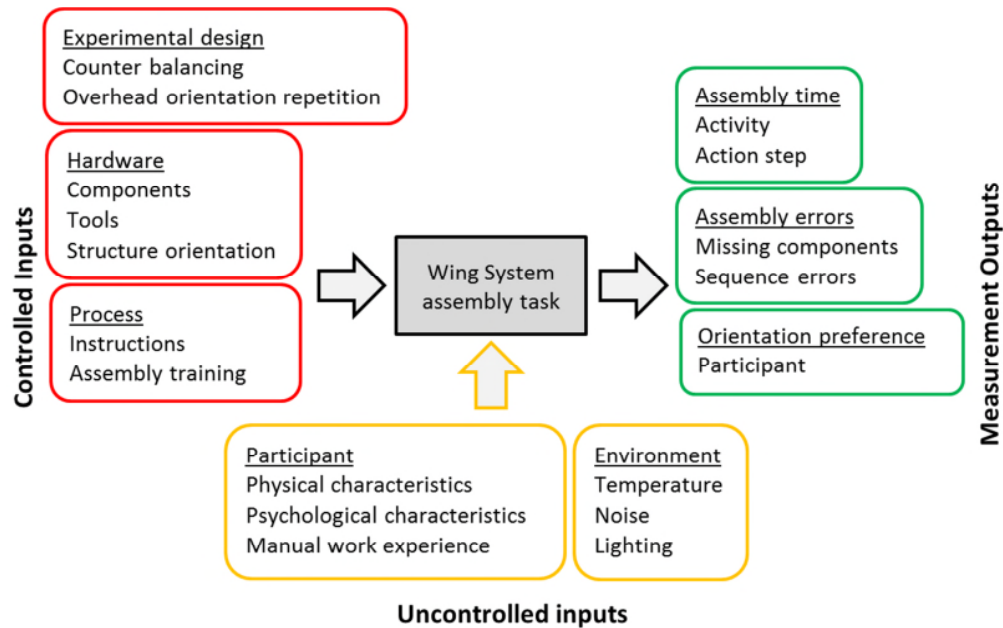 Experimental design
Counter balancing
Overhead orientation repetition
Hardware
Components
Tools
Structure orientation
Process
Instructions
Assembly training
Controlled Inputs
Wing System
assembly task
Assembly time
Activity
Action step
Assembly errors
Missing components
Sequence errors
Orientation preference
Participant
Measurement Outputs
Participant
Physical characteristics
Psychological characteristics
Manual work experience
Environment
Temperature
Noise
Lighting
Uncontrolled inputs